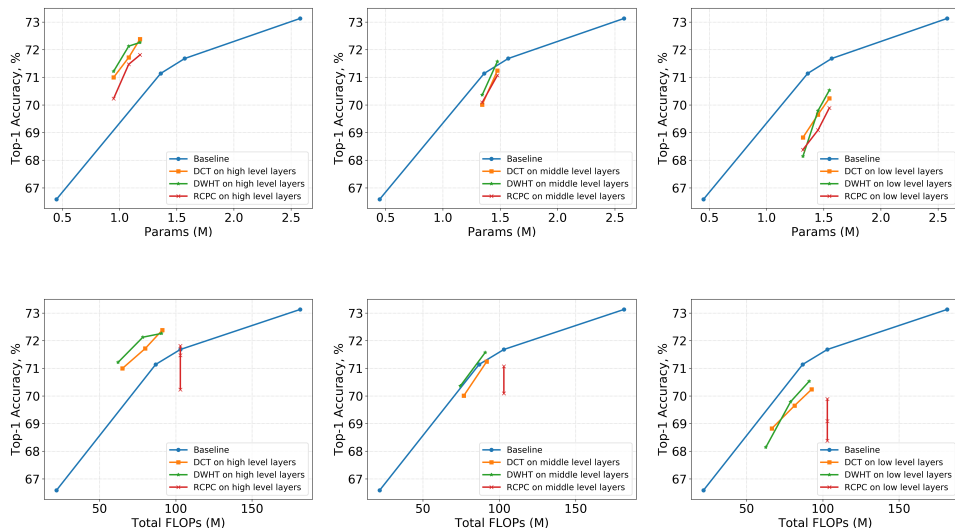 73
72
71
70
69
68
67
Top-1 Accuracy, %
Baseline
DCT on high level layers
DWHT on high level layers
RCPC on high level layers
0.5 1.0 1.5 2.0 2.5
Params (M)
73
72
71
70
69
68
67
Top-1 Accuracy, %
Baseline
DCT on middle level layers
DWHT on middle level layers
RCPC on middle level layers
0.5 1.0 1.5 2.0 2.5
Params (M)
73
72
71
70
69
68
67
Top-1 Accuracy, %
Baseline
DCT on low level layers
DWHT on low level layers
RCPC on low level layers
0.5 1.0 1.5 2.0 2.5
Params (M)
73
72
71
70
69
68
67
Top-1 Accuracy, %
Baseline
DCT on high level layers
DWHT on high level layers
RCPC on high level layers
50 100 150
Total FLOPs (M)
73
72
71
70
69
68
67
Top-1 Accuracy, %
Baseline
DCT on middle level layers
DWHT on middle level layers
RCPC on middle level layers
50 100 150
Total FLOPs (M)
73
72
71
70
69
68
67
Top-1 Accuracy, %
Baseline
DCT on low level layers
DWHT on low level layers
RCPC on low level layers
50 100 150
Total FLOPs (M)